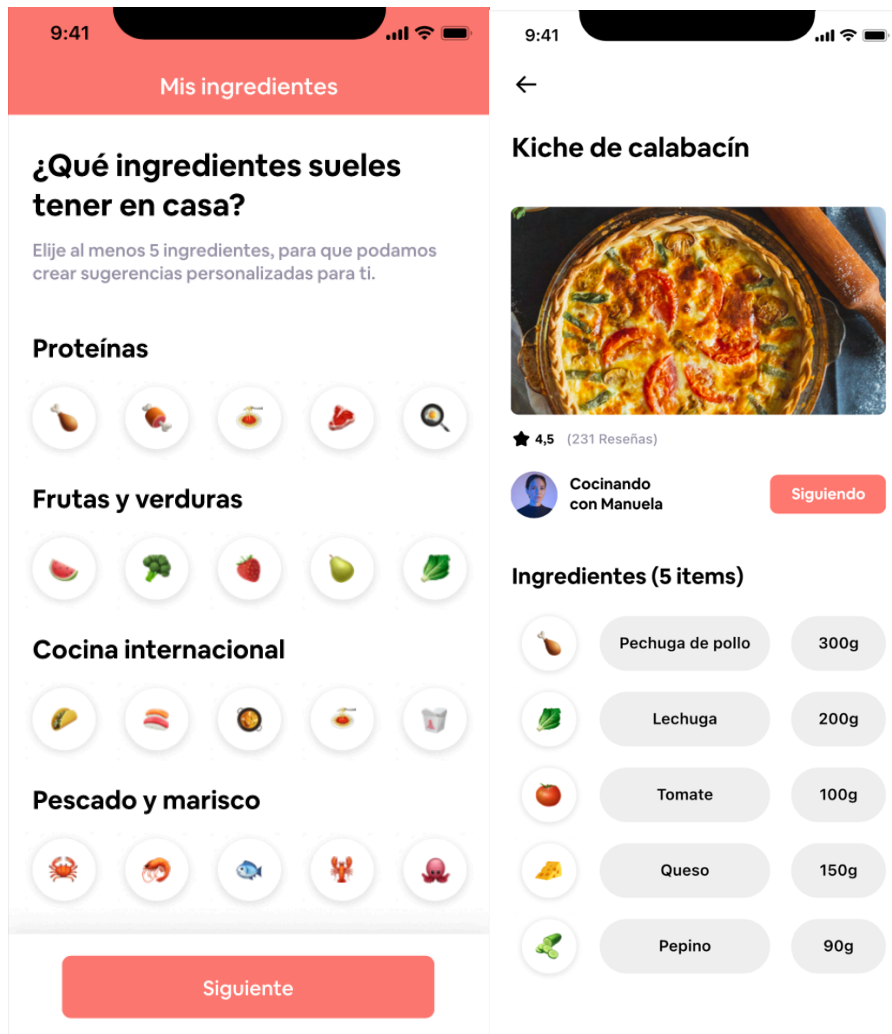 9:41
Mis ingredientes
¿Qué ingredientes sueles
tener en casa?
Elije al menos 5 ingredientes, para que podamos
crear sugerencias personalizadas para ti.
Proteínas
Frutas y verduras
Cocina internacional
Pescado y marisco
Siguiente
9:41
Kiche de calabacín
4,5 (231 Reseñas)
Cocinando
con Manuela
Siguiendo
Ingredientes (5 items)
Pechuga de pollo 300g
Lechuga 200g
Tomate 100g
Queso 150g
Pepino 90g